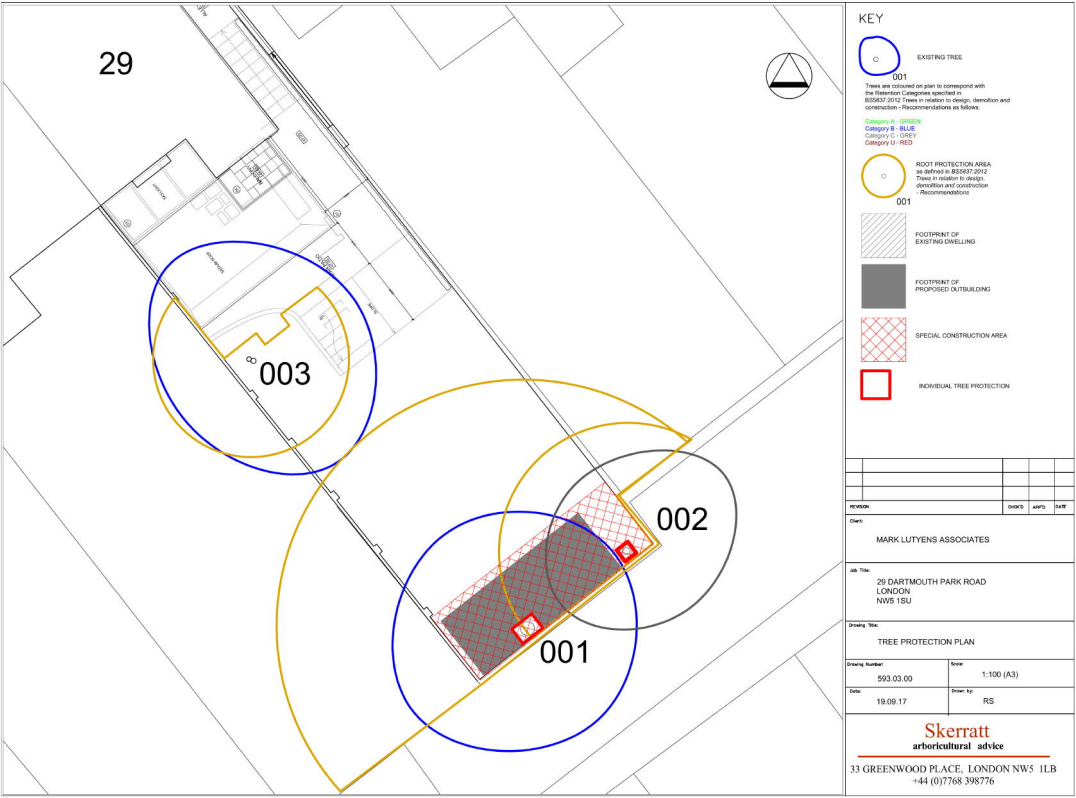 29
SKYLIGHT
SEDUM ROOF
SLOPE
003
002
001
KEY
EXISTING TREE
001
Trees are coloured on plan to correspond with
the Retention Categories specified in
BS5837:2012 Trees in relation to design, demoltion and
construction - Recommendations as follows:
Category A - GREEN
Category B - BLUE
Category C - GREY
Category U - RED
ROOT PROTECTION AREA
as defined in BS5837:2012
Trees in relation to design,
demolition and construction
- Recommendations
001
FOOTPRINT OF
EXISTING DWELLING
FOOTPRINT OF
PROPOSED OUTBUILDING
SPECIAL CONSTRUCTION AREA
INDIVIDUAL TREE PROTECTION
REVISION CHCK'D APP'D DATE
Client:
MARK LUTYENS ASSOCIATES
Job Title:
29 DARTMOUTH PARK ROAD
LONDON
NW5 1SU
Drawing Title:
TREE PROTECTION PLAN
Drawing Number: Scale:
593.03.00 1:100 (A3)
Date: Drawn by:
19.09.17 RS
Skerratt
arboricultural advice
33 GREENWOOD PLACE, LONDON NW5 1LB
+44 (0)7768 398776